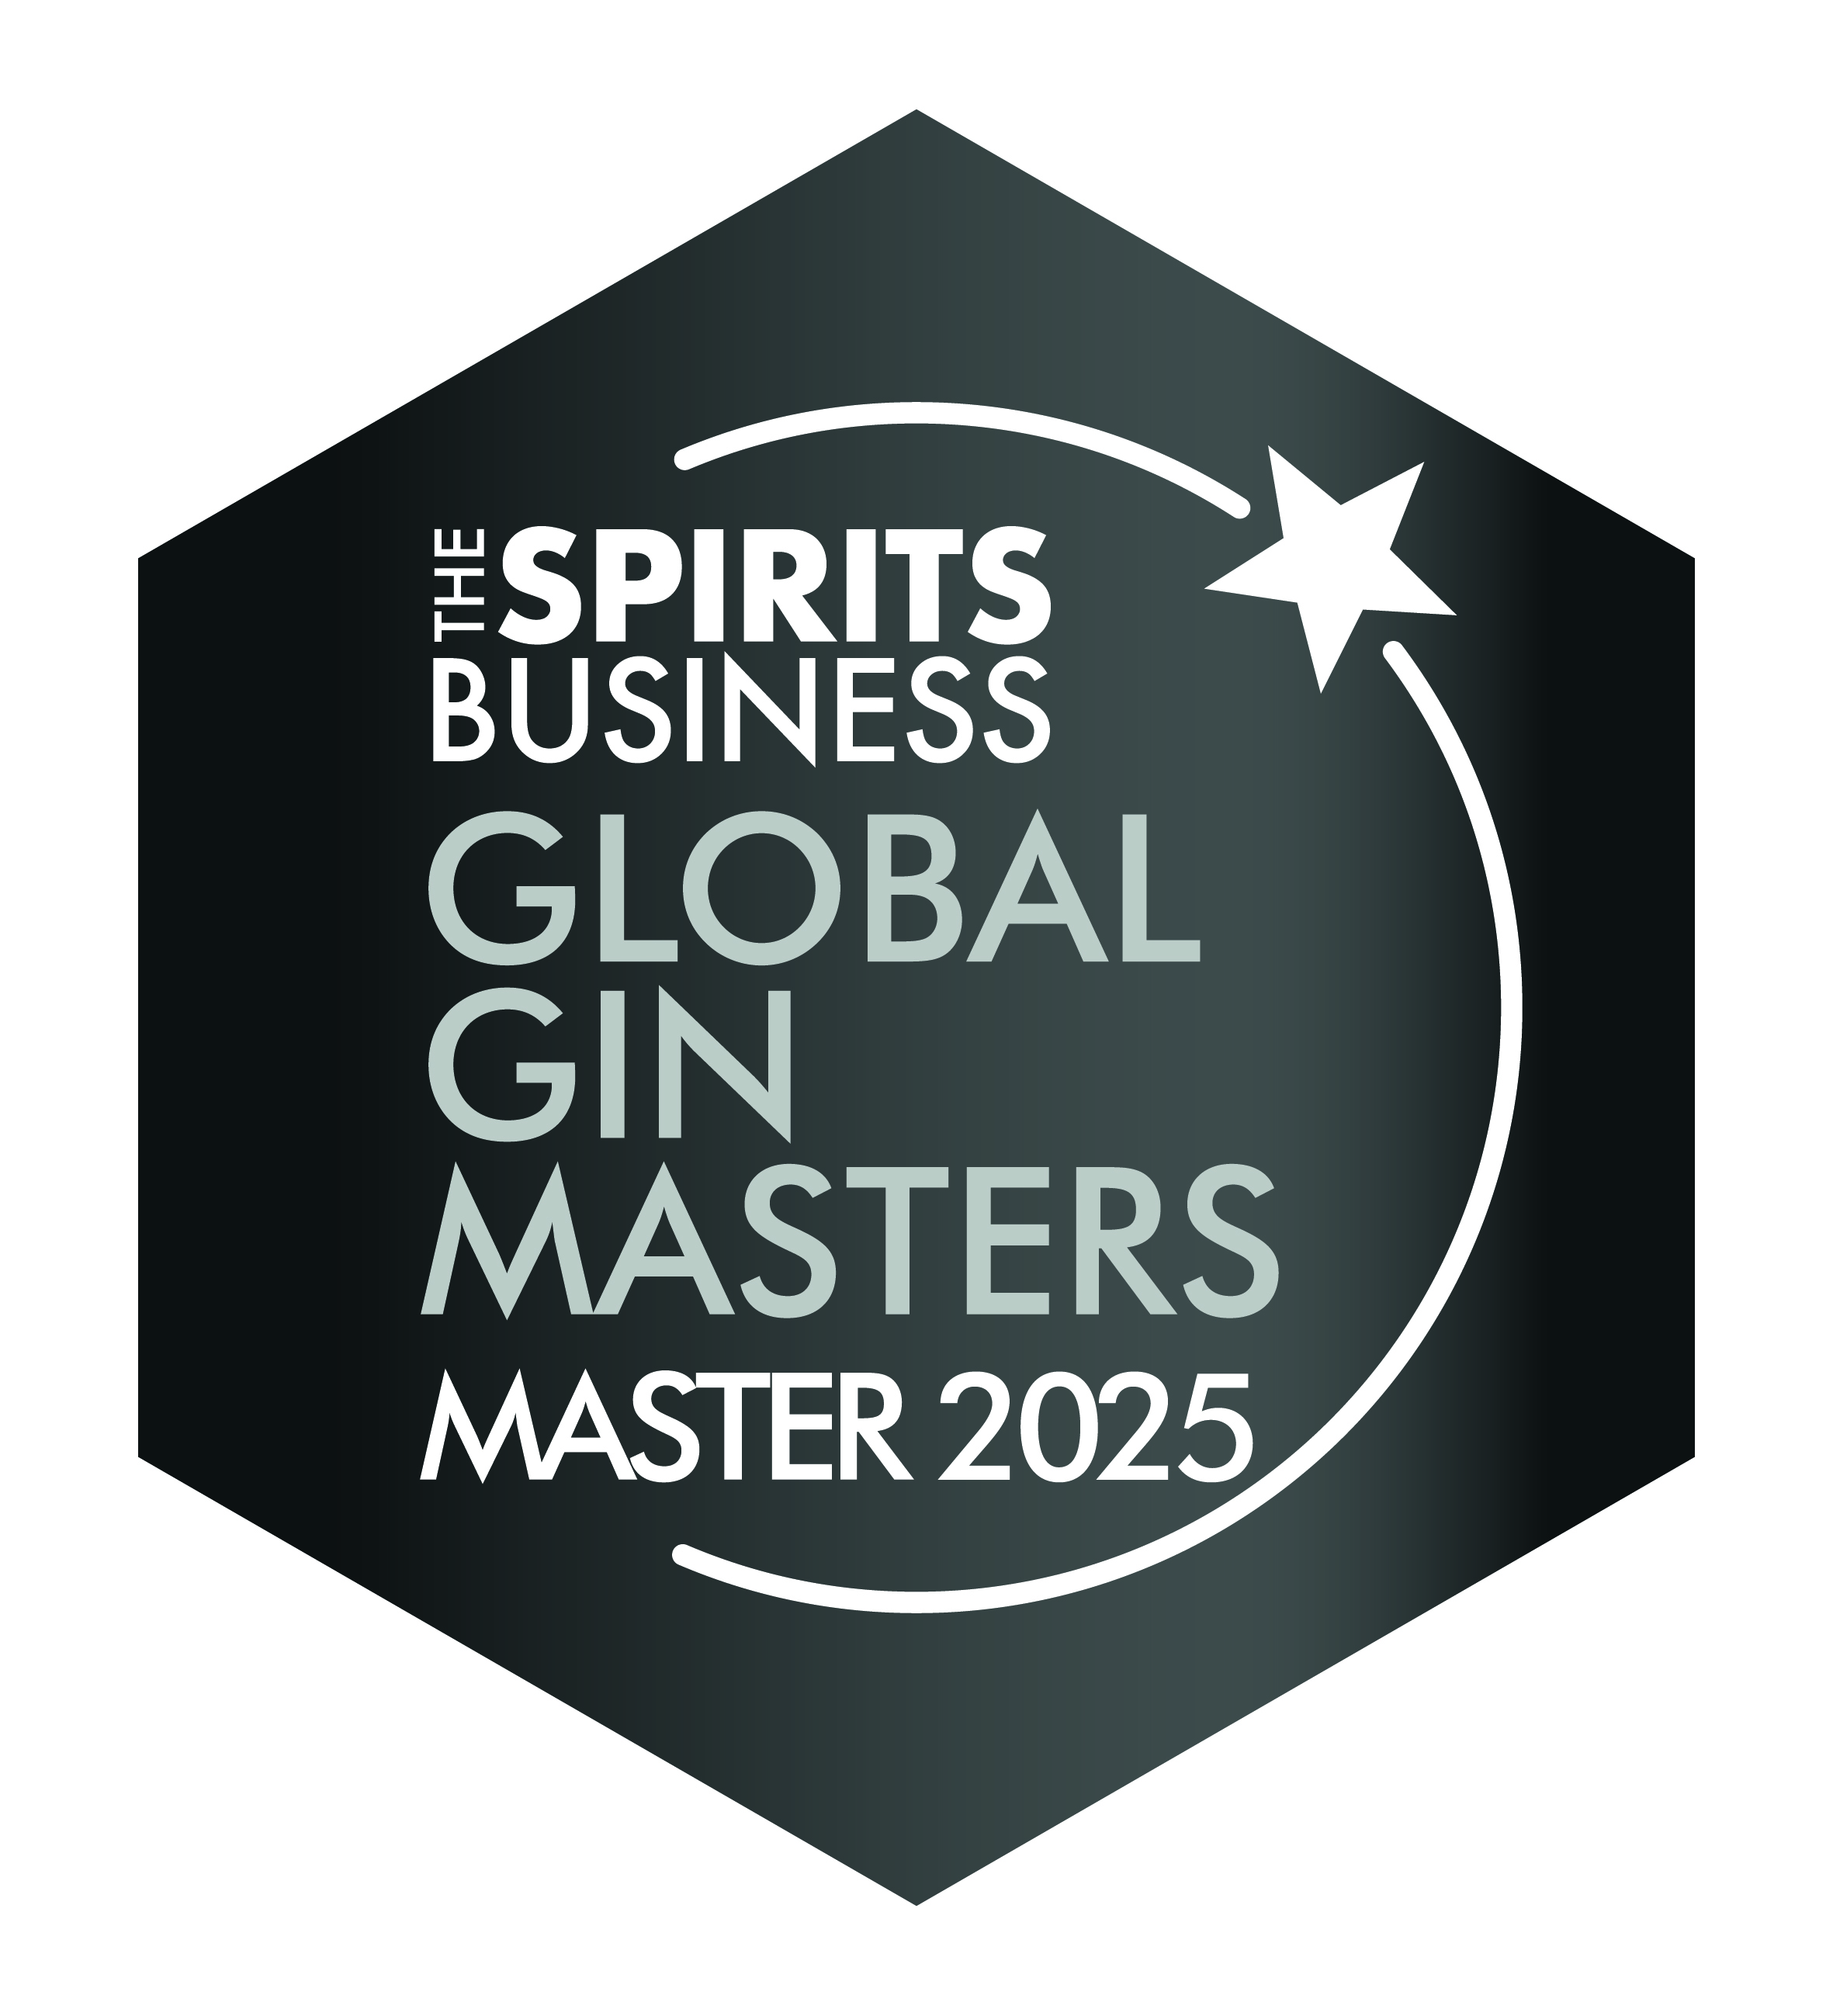 THE SPIRITS
BUSINESS
GLOBAL
GIN
MASTERS
MASTER 2025